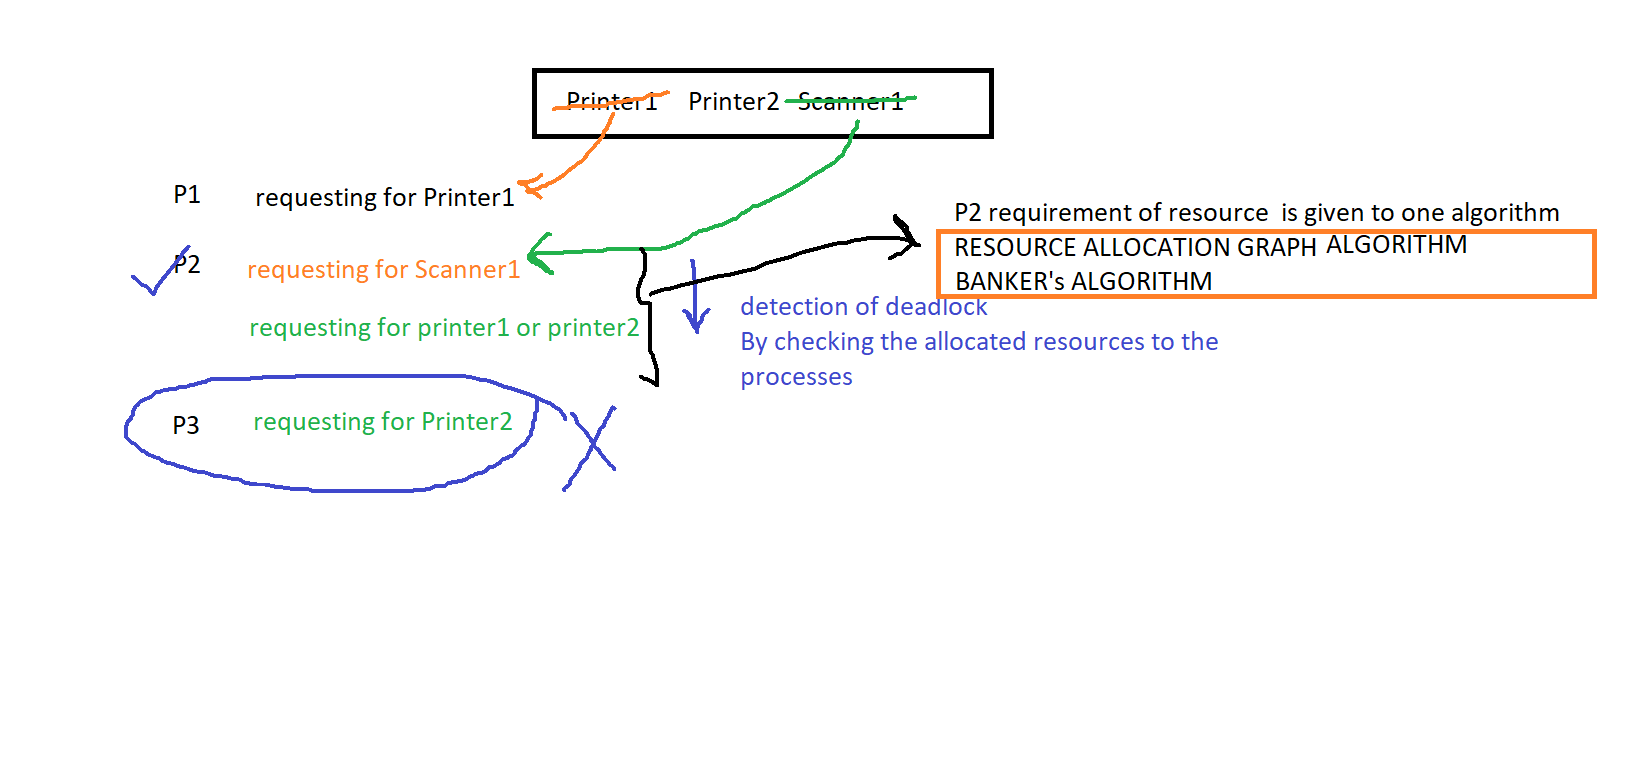 Printer1 Printer2 Scanner1
P1 requesting for Printer1
P2 requesting for Scanner1
requesting for printer1 or printer2
P3 requesting for Printer2
P2 requirement of resource is given to one algorithm
RESOURCE ALLOCATION GRAPH ALGORITHM
BANKER's ALGORITHM
detection of deadlock
By checking the allocated resources to the
processes